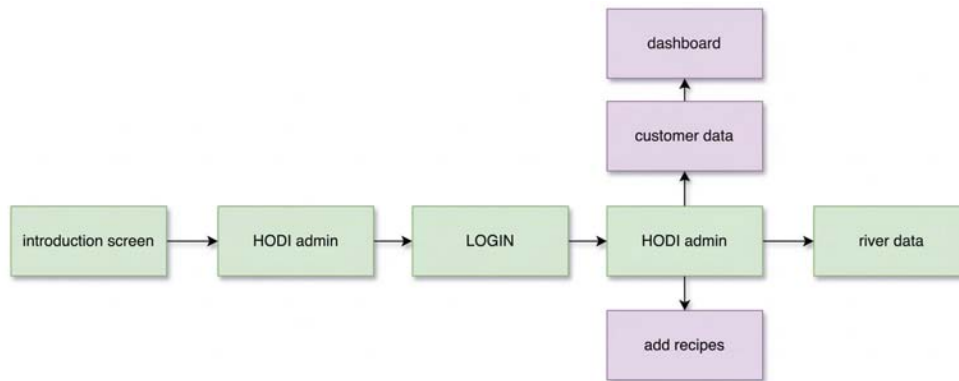 dashboard
customer data
introduction screen
HODI admin
LOGIN
HODI admin
river data
add recipes